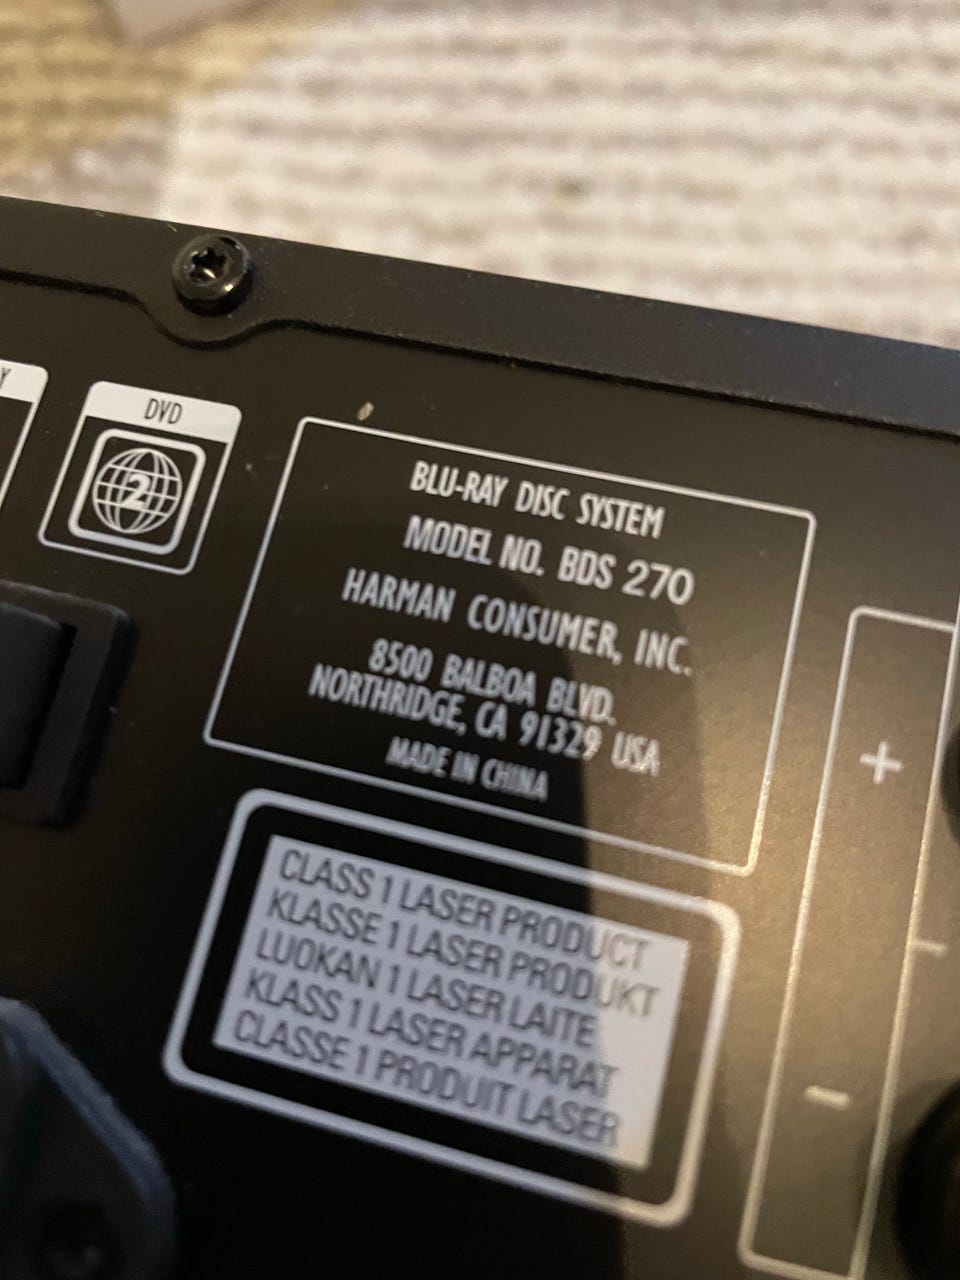 Y
DVD
2
BLU-RAY DISC SYSTEM
MODEL NO. BDS 270
HARMAN CONSUMER, INC.
8500 BALBOA BLVD.
NORTHRIDGE, CA 91329 USA
MADE IN CHINA
+
–
CLASS 1 LASER PRODUCT
KLASSE 1 LASER PRODUKT
LUOKAN 1 LASER LAITE
KLASS 1 LASER APPARAT
CLASSE 1 PRODUIT LASER